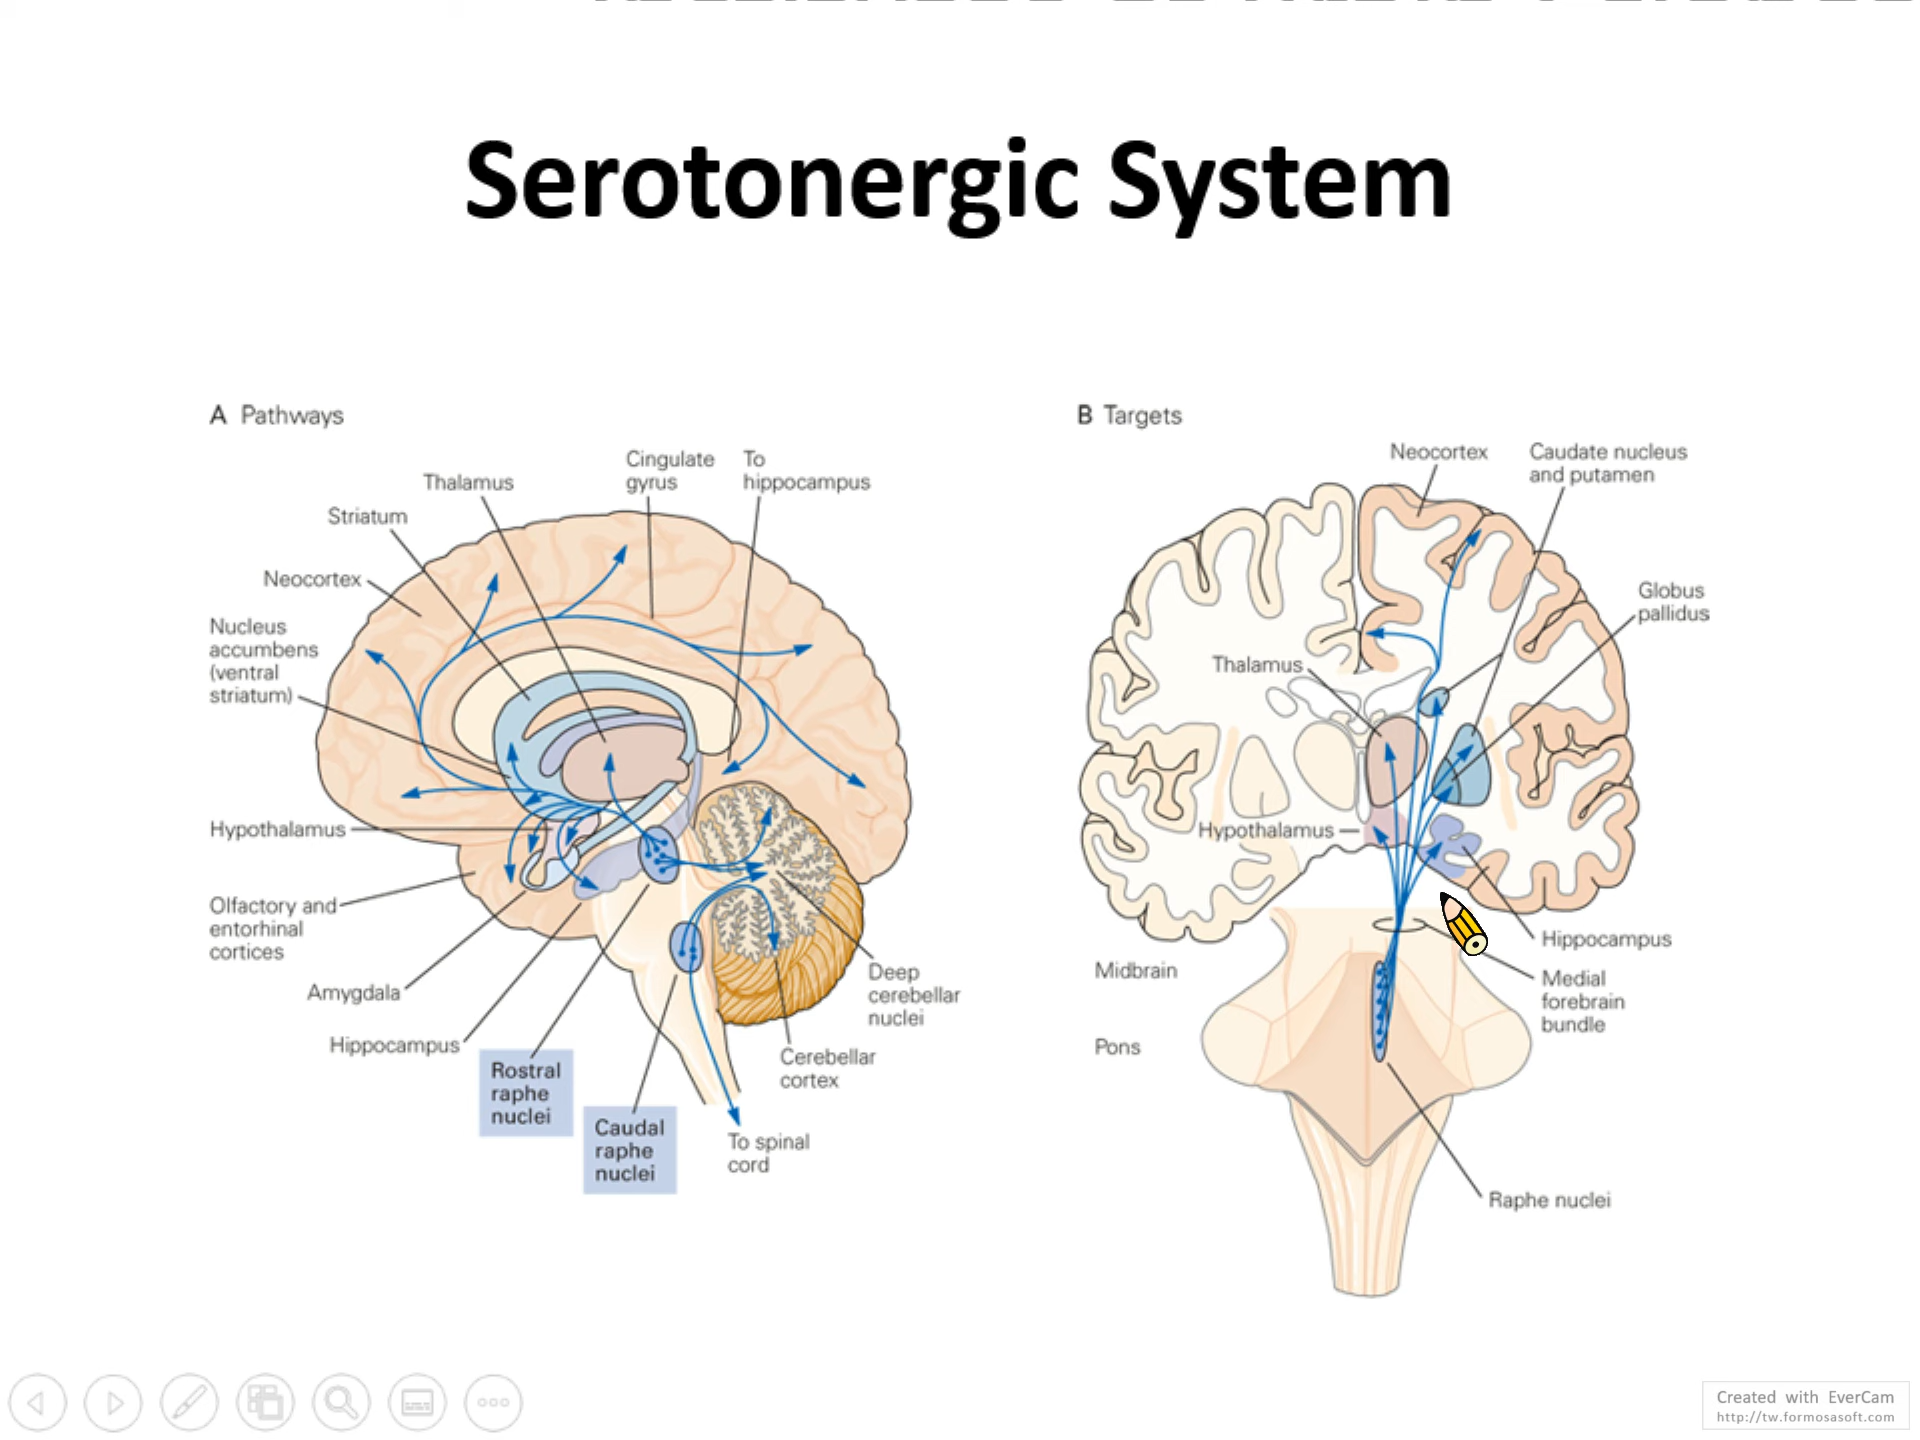 Serotonergic System
A Pathways
Cingulate
gyrus
To
hippocampus
Thalamus
Striatum
Neocortex
Nucleus
accumbens
(ventral
striatum)
Hypothalamus
Olfactory and
entorhinal
cortices
Amygdala
Hippocampus
Rostral
raphe
nuclei
Caudal
raphe
nuclei
To spinal
cord
Cerebellar
cortex
Deep
cerebellar
nuclei
B Targets
Neocortex
Caudate nucleus
and putamen
Globus
pallidus
Thalamus
Hypothalamus
Hippocampus
Medial
forebrain
bundle
Midbrain
Pons
Raphe nuclei
Created with EverCam
http://tw.formosasoft.com